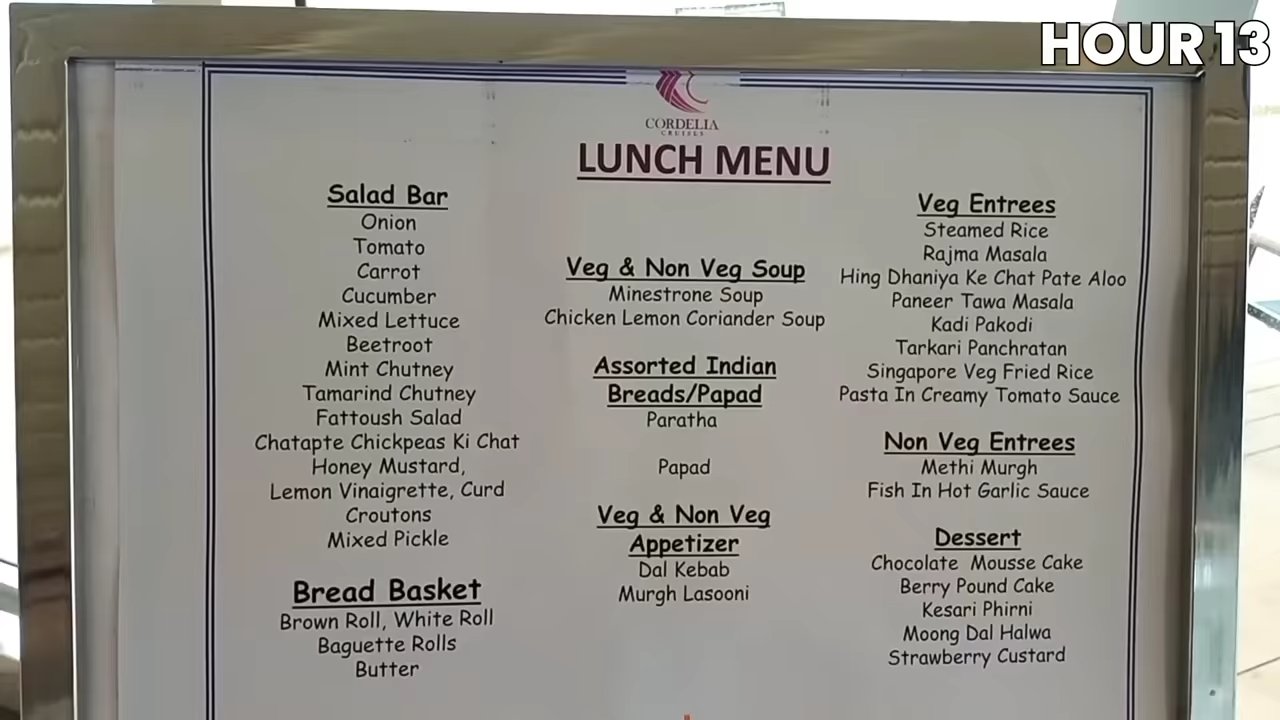 HOUR 13
CORDELIA
CRUISES
LUNCH MENU
Salad Bar
Onion
Tomato
Carrot
Cucumber
Mixed Lettuce
Beetroot
Mint Chutney
Tamarind Chutney
Fattoush Salad
Chatapte Chickpeas Ki Chat
Honey Mustard,
Lemon Vinaigrette, Curd
Croutons
Mixed Pickle
Bread Basket
Brown Roll, White Roll
Baguette Rolls
Butter
Veg & Non Veg Soup
Minestrone Soup
Chicken Lemon Coriander Soup
Assorted Indian
Breads/Papad
Paratha
Papad
Veg & Non Veg
Appetizer
Dal Kebab
Murgh Lasooni
Veg Entrees
Steamed Rice
Rajma Masala
Hing Dhaniya Ke Chat Pate Aloo
Paneer Tawa Masala
Kadi Pakodi
Tarkari Panchratan
Singapore Veg Fried Rice
Pasta In Creamy Tomato Sauce
Non Veg Entrees
Methi Murgh
Fish In Hot Garlic Sauce
Dessert
Chocolate Mousse Cake
Berry Pound Cake
Kesari Phirni
Moong Dal Halwa
Strawberry Custard